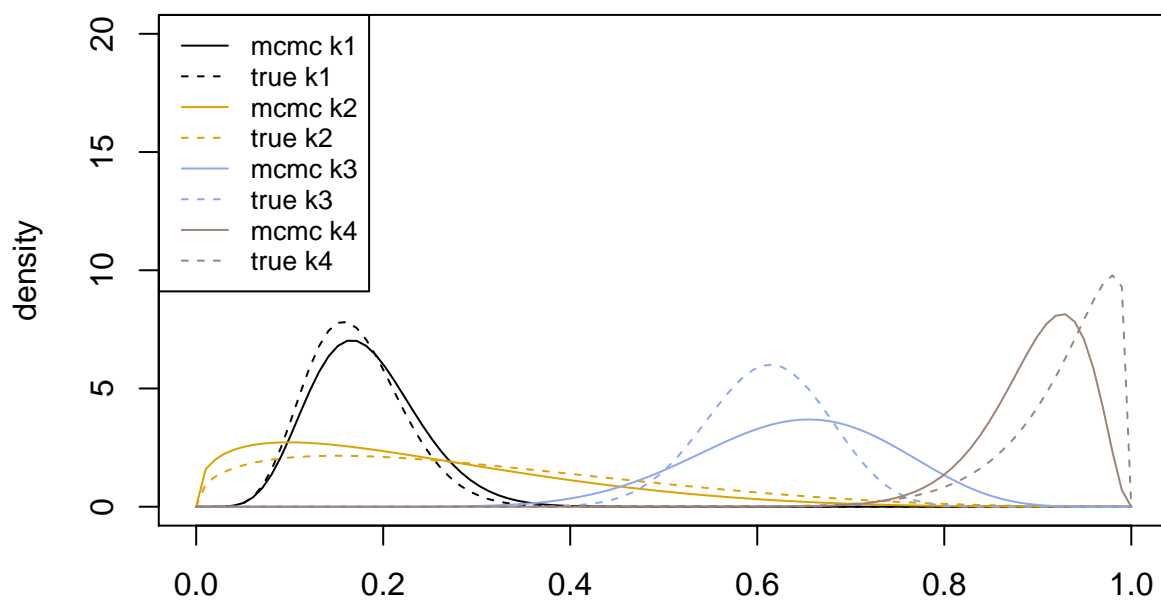 20
15
10
5
0
density
mcmc k1
true k1
mcmc k2
true k2
mcmc k3
true k3
mcmc k4
true k4
0.0 0.2 0.4 0.6 0.8 1.0